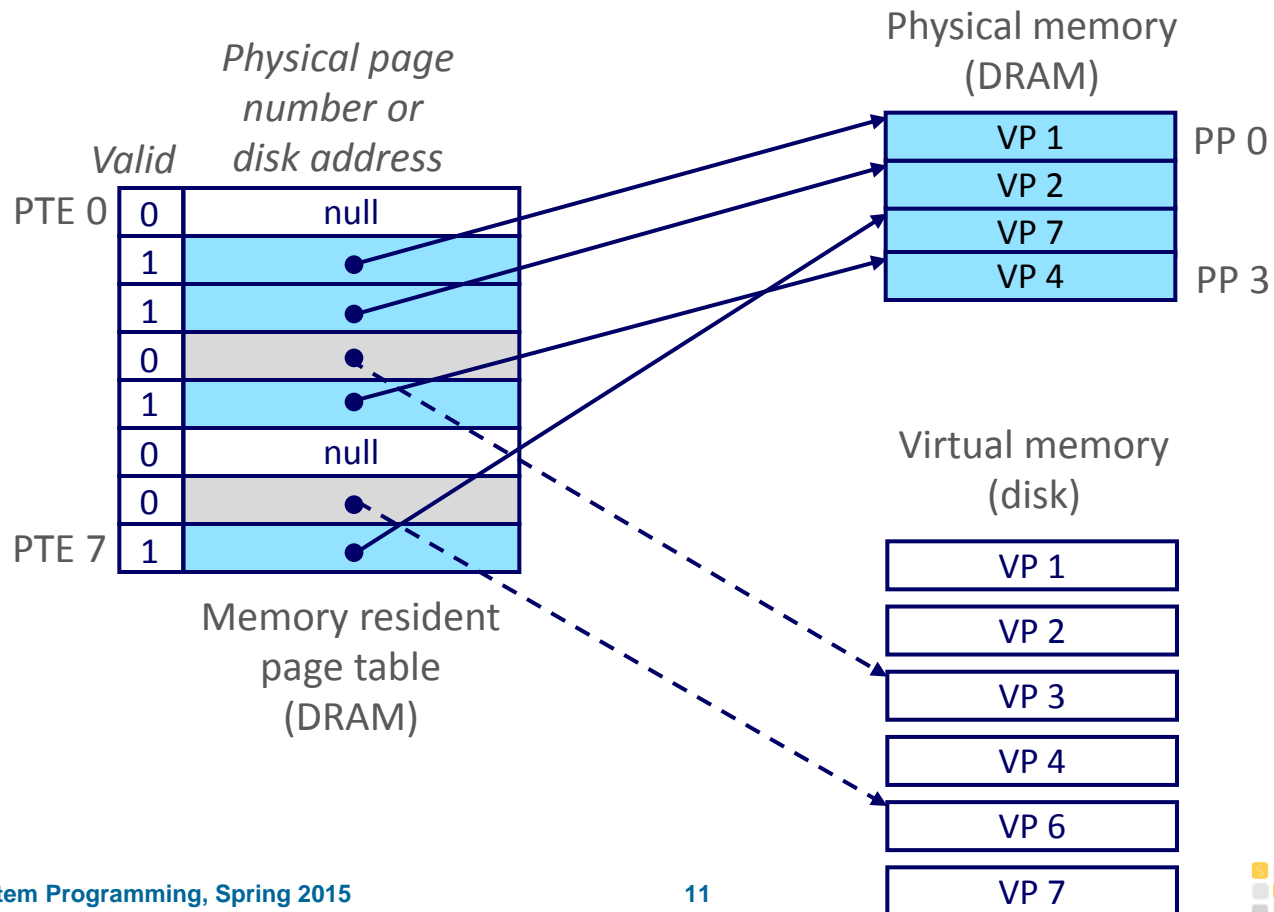 Physical page
number or
disk address
Valid
PTE 0
0
null
1
1
0
1
0
null
0
PTE 7
1
Memory resident
page table
(DRAM)
Physical memory
(DRAM)
VP 1
PP 0
VP 2
VP 7
VP 4
PP 3
Virtual memory
(disk)
VP 1
VP 2
VP 3
VP 4
VP 6
VP 7
tem Programming, Spring 2015
11
S